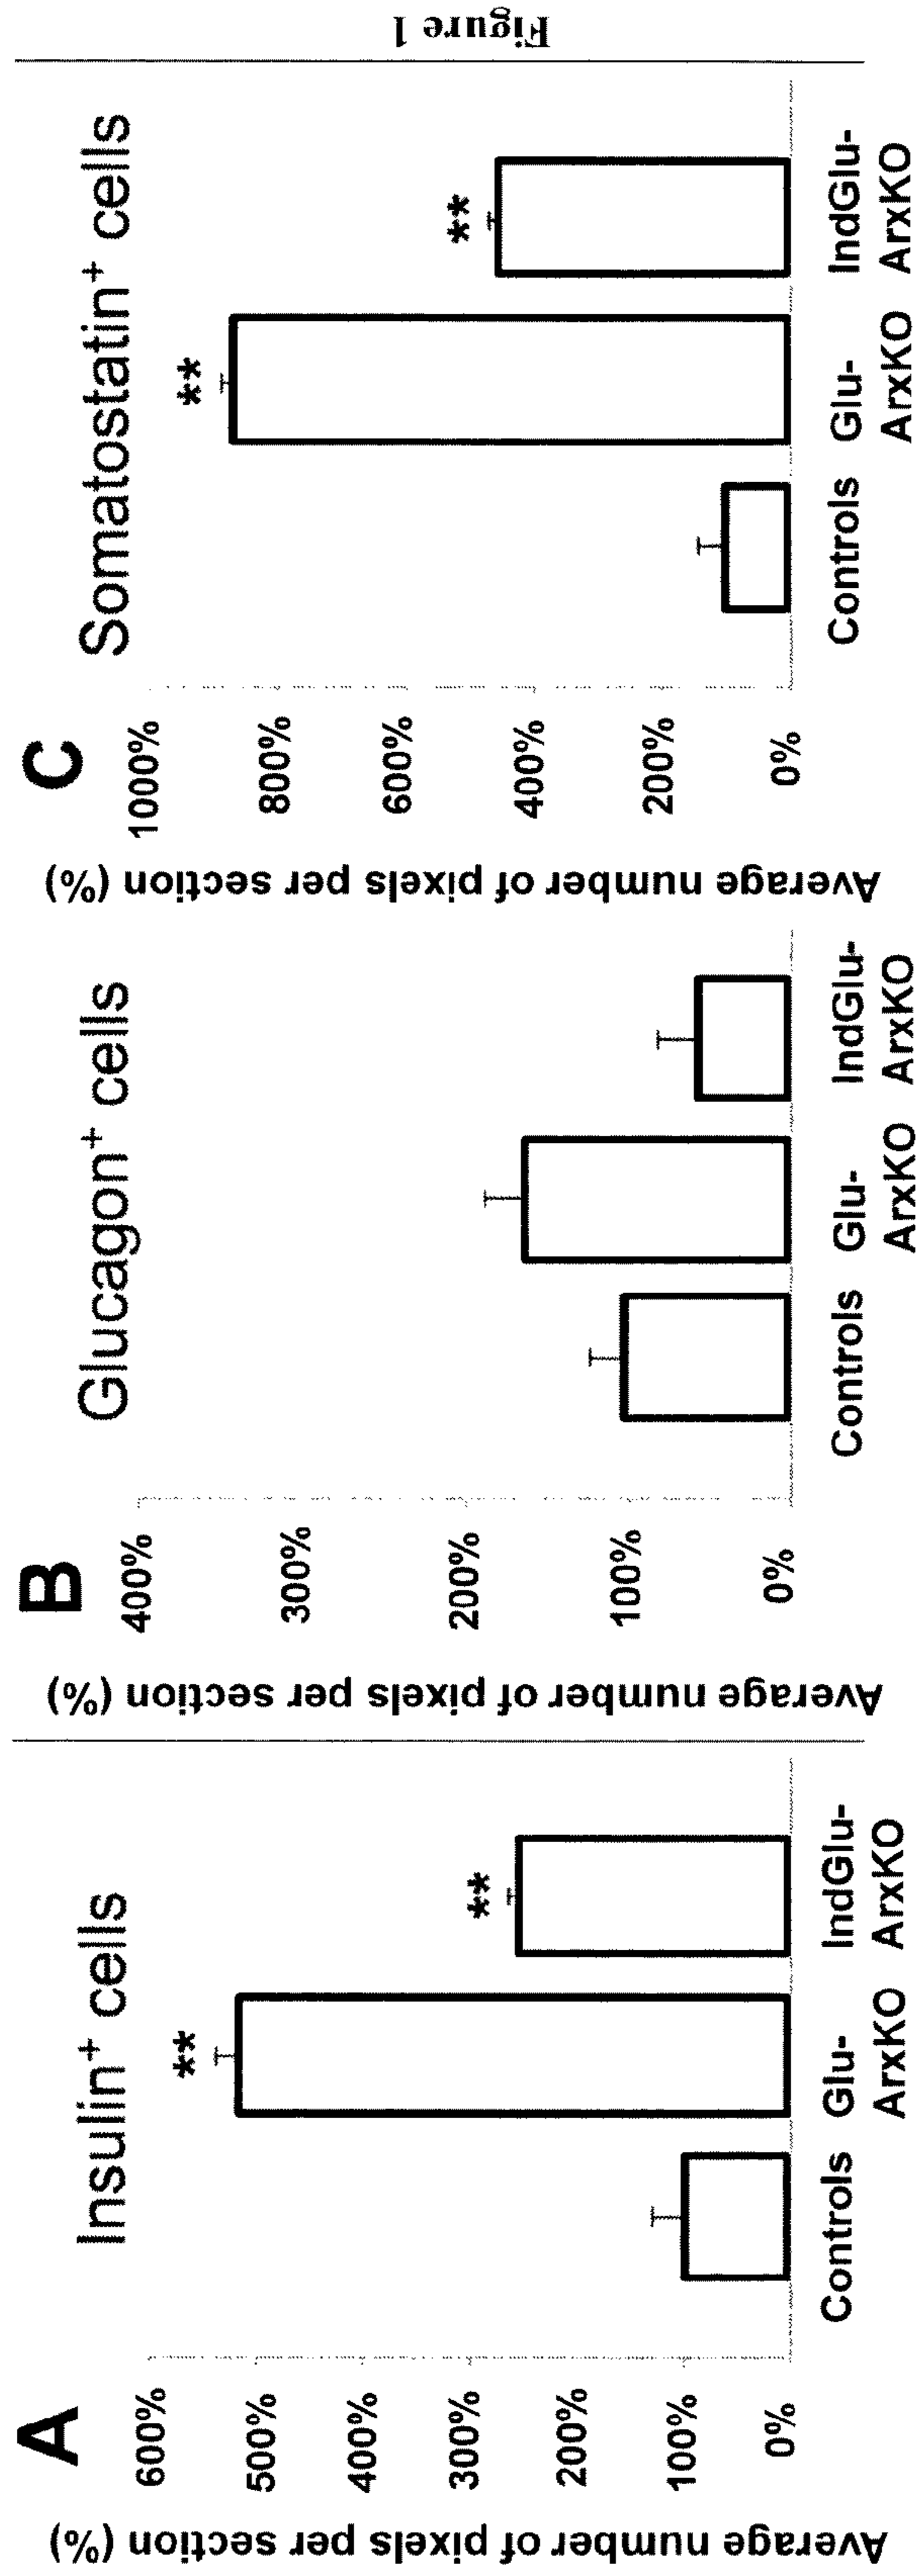 A
Insulin+ cells
Average number of pixels per section (%)
600%
500%
400%
300%
200%
100%
0%
**
**
Controls
Glu-
ArxKO
IndGlu-
ArxKO
B
Glucagon+ cells
Average number of pixels per section (%)
400%
300%
200%
100%
0%
Controls
Glu-
ArxKO
IndGlu-
ArxKO
C
Somatostatin+ cells
Average number of pixels per section (%)
1000%
800%
600%
400%
200%
0%
**
**
Controls
Glu-
ArxKO
IndGlu-
ArxKO
Figure 1